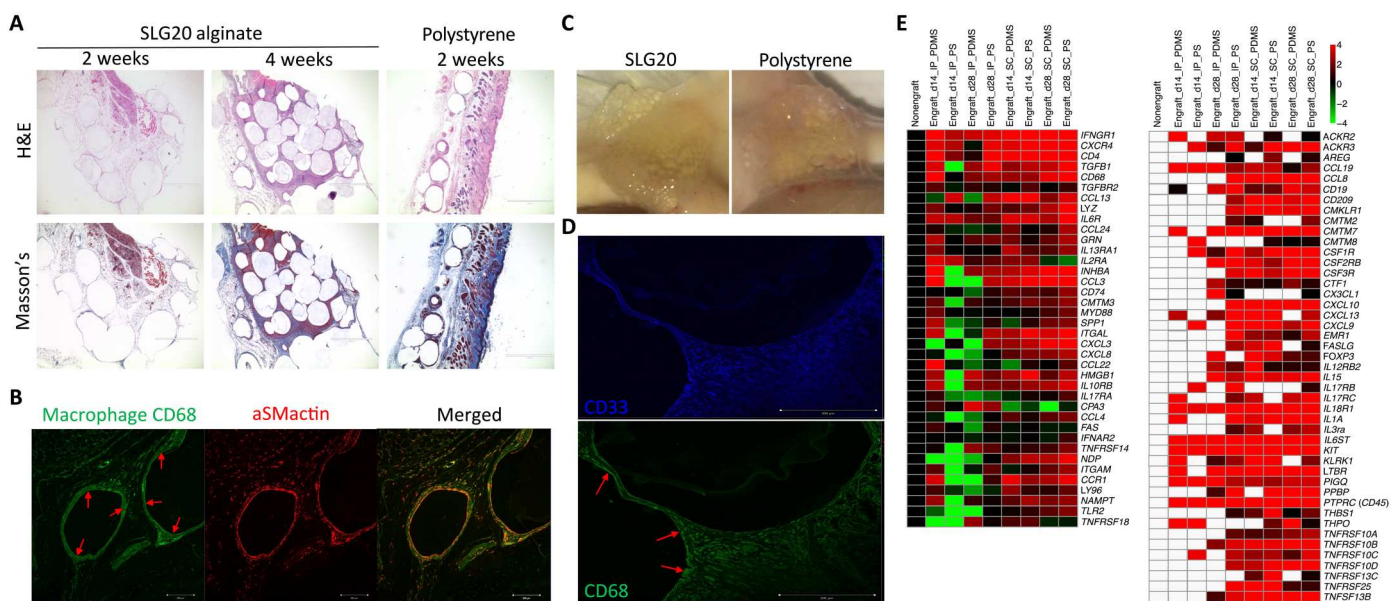 A
SLG20 alginate
2 weeks
4 weeks
Polystyrene
2 weeks
H&E
Masson's
B
Macrophage CD68
aSMactin
Merged
C
SLG20
Polystyrene
D
CD33
CD68
E
Nonengraft
Engraft_d14_IP_PDMS
Engraft_d14_IP_PS
Engraft_d28_IP_PDMS
Engraft_d28_IP_PS
Engraft_d14_SC_PDMS
Engraft_d14_SC_PS
Engraft_d28_SC_PDMS
Engraft_d28_SC_PS
IFNGR1
CXCR4
CD4
TGFB1
CD68
TGFBR2
CCL13
LYZ
IL6R
CCL24
GRN
IL13RA1
IL2RA
INHBA
CCL3
CD74
CMTM3
MYD88
SPP1
ITGAL
CXCL3
CXCL8
CCL22
HMGB1
IL10RB
IL17RA
CPA3
CCL4
FAS
IFNAR2
TNFRSF14
NDP
ITGAM
CCR1
LY96
NAMPT
TLR2
TNFRSF18
Nonengraft
Engraft_d14_IP_PDMS
Engraft_d14_IP_PS
Engraft_d28_IP_PDMS
Engraft_d28_IP_PS
Engraft_d14_SC_PDMS
Engraft_d14_SC_PS
Engraft_d28_SC_PDMS
Engraft_d28_SC_PS
4
2
0
−2
−4
ACKR2
ACKR3
AREG
CCL19
CCL8
CD19
CD209
CMKLR1
CMTM2
CMTM7
CMTM8
CSF1R
CSF2RB
CSF3R
CTF1
CX3CL1
CXCL10
CXCL13
CXCL9
EMR1
FASLG
FOXP3
IL12RB2
IL15
IL17RB
IL17RC
IL18R1
IL1A
IL3ra
IL6ST
KIT
KLRK1
LTBR
PIGQ
PPBP
PTPRC (CD45)
THBS1
THPO
TNFRSF10A
TNFRSF10B
TNFRSF10C
TNFRSF10D
TNFRSF13C
TNFRSF25
TNFSF13B